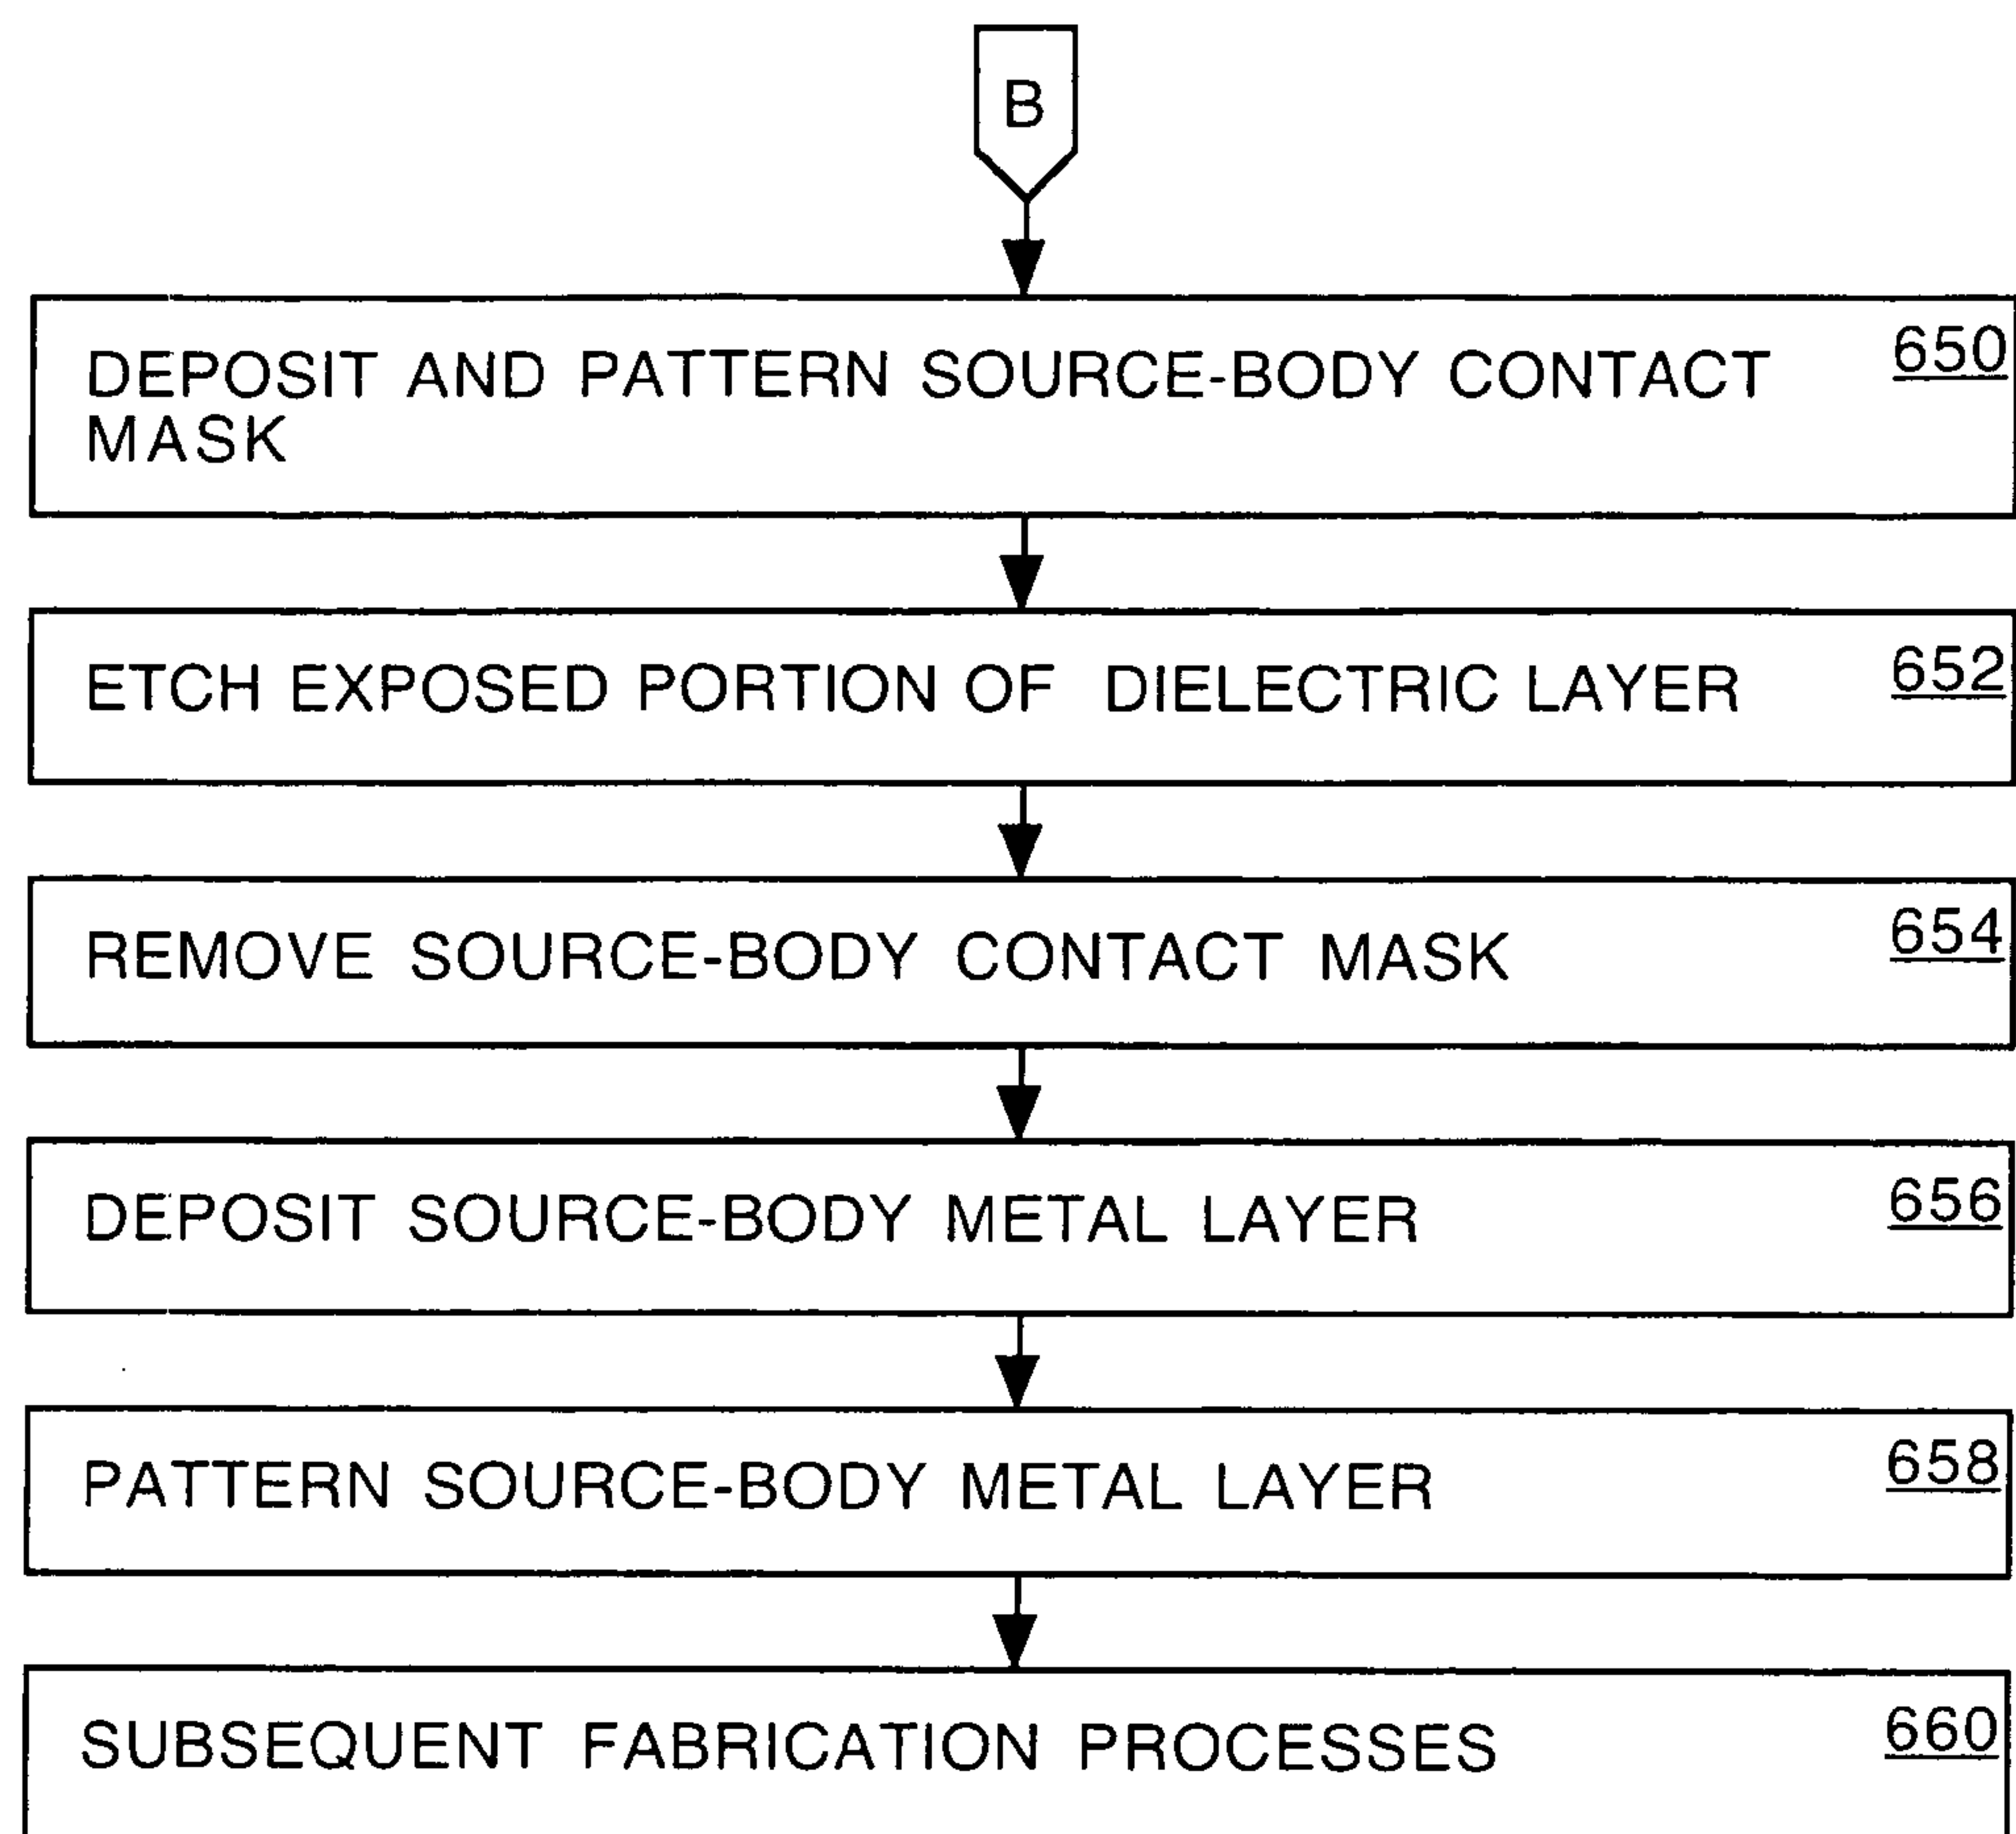 B
DEPOSIT AND PATTERN SOURCE-BODY CONTACT 650
MASK
ETCH EXPOSED PORTION OF DIELECTRIC LAYER 652
REMOVE SOURCE-BODY CONTACT MASK 654
DEPOSIT SOURCE-BODY METAL LAYER 656
PATTERN SOURCE-BODY METAL LAYER 658
SUBSEQUENT FABRICATION PROCESSES 660